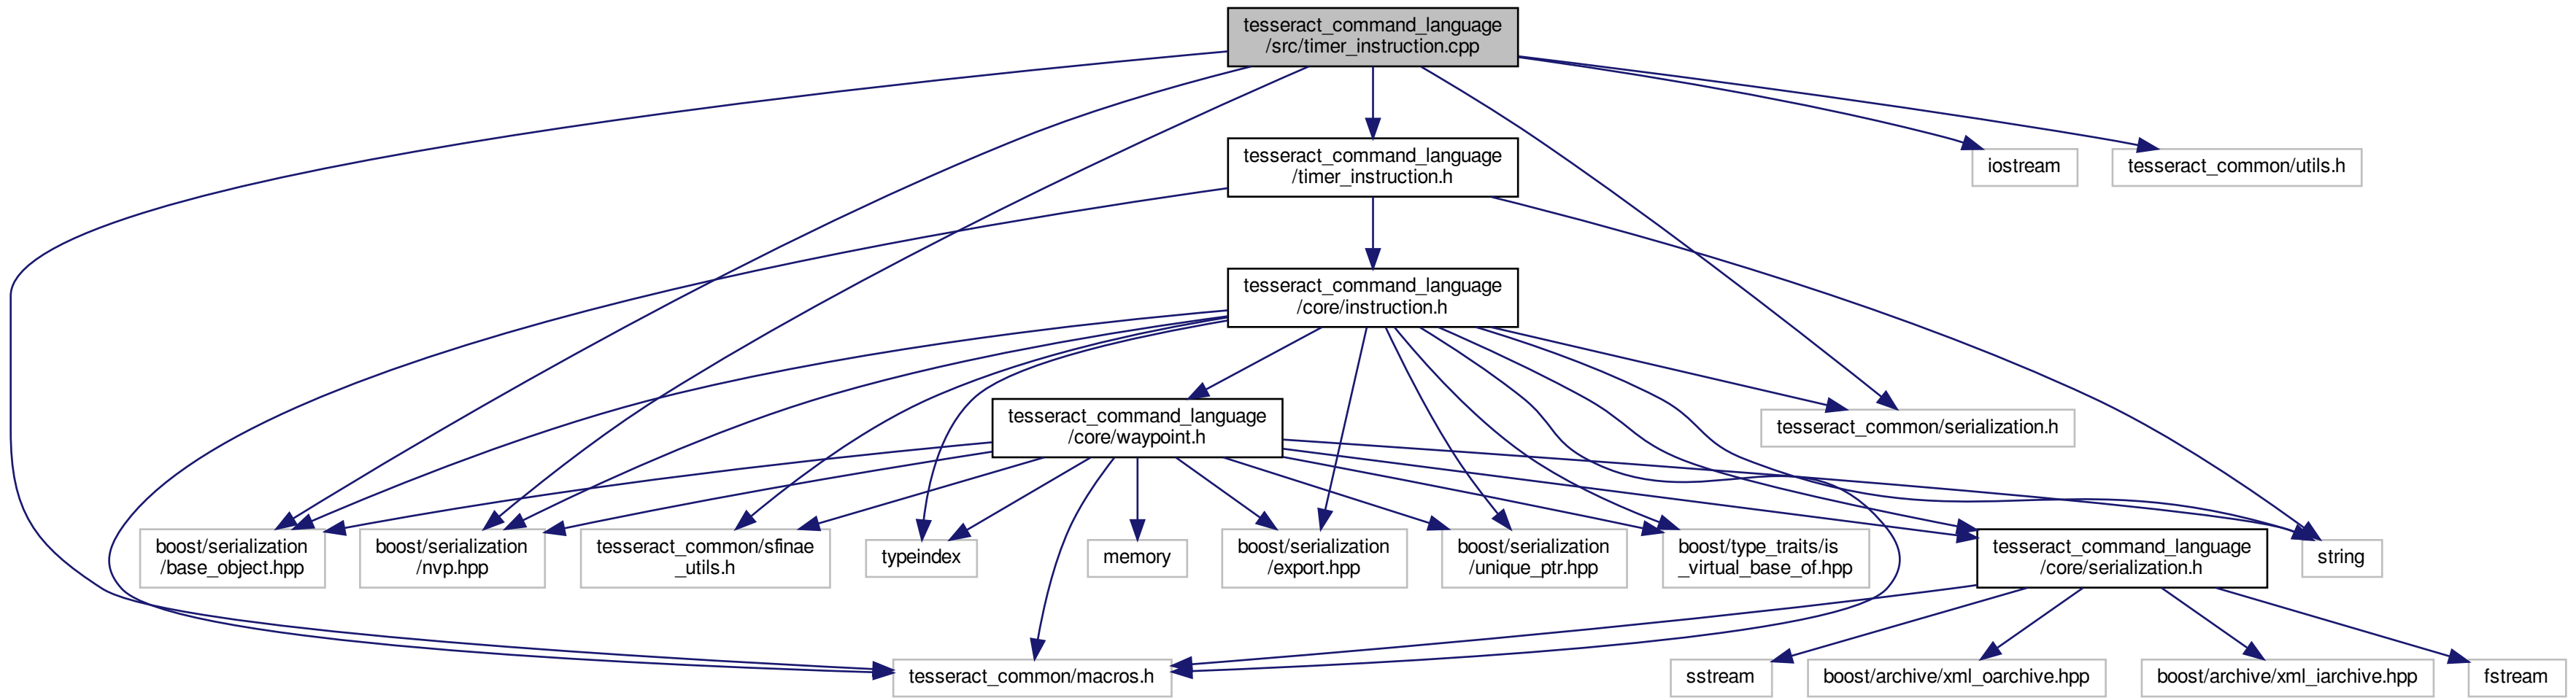 tesseract_command_language
/src/timer_instruction.cpp
tesseract_command_language
/timer_instruction.h
iostream
tesseract_common/utils.h
tesseract_command_language
/core/instruction.h
tesseract_command_language
/core/waypoint.h
tesseract_common/serialization.h
boost/serialization
/base_object.hpp
boost/serialization
/nvp.hpp
tesseract_common/sfinae
_utils.h
typeindex
memory
boost/serialization
/export.hpp
boost/serialization
/unique_ptr.hpp
boost/type_traits/is
_virtual_base_of.hpp
tesseract_command_language
/core/serialization.h
string
tesseract_common/macros.h
sstream
boost/archive/xml_oarchive.hpp
boost/archive/xml_iarchive.hpp
fstream